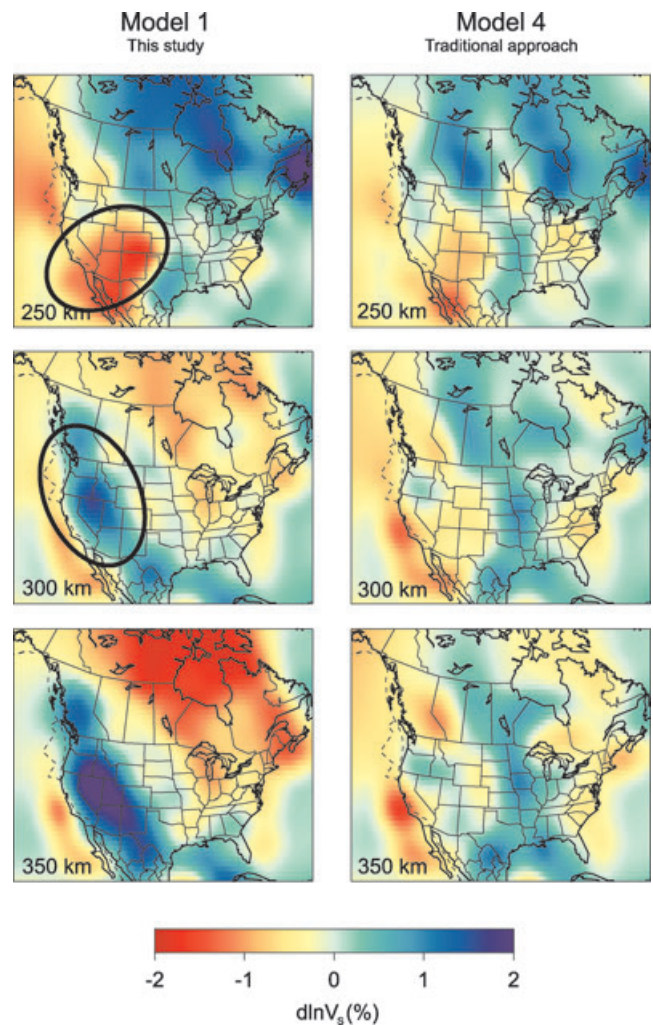 Model 1
This study
Model 4
Traditional approach
250 km
250 km
300 km
300 km
350 km
350 km
-2 -1 0 1 2
dlnVₛ(%)